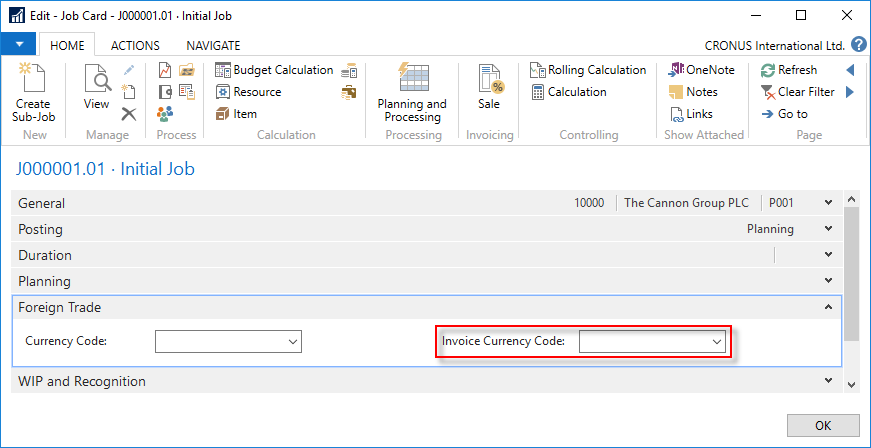 Edit - Job Card - J000001.01 · Initial Job
HOME ACTIONS NAVIGATE CRONUS International Ltd. ?
Create Sub-Job
New
View
Manage
Process
Budget Calculation
Resource
Item
Calculation
Planning and Processing
Processing
Sale
Invoicing
Rolling Calculation
Calculation
Controlling
OneNote
Notes
Links
Show Attached
Refresh
Clear Filter
Go to
Page
J000001.01 · Initial Job
General 10000 The Cannon Group PLC P001
Posting Planning
Duration
Planning
Foreign Trade
Currency Code: Invoice Currency Code:
WIP and Recognition
OK